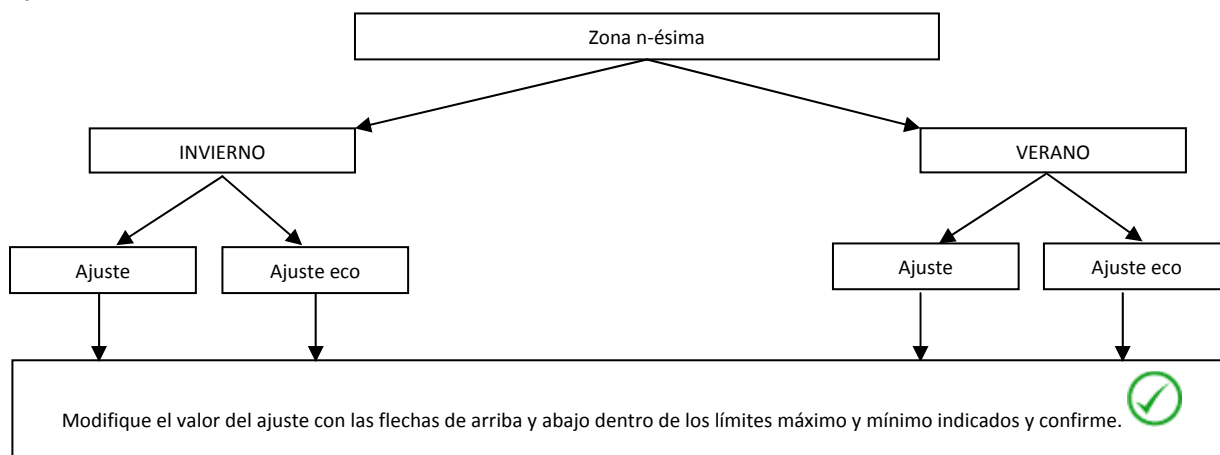 Zona n-ésima
INVIERNO
VERANO
Ajuste
Ajuste eco
Ajuste
Ajuste eco
Modifique el valor del ajuste con las flechas de arriba y abajo dentro de los límites máximo y mínimo indicados y confirme.